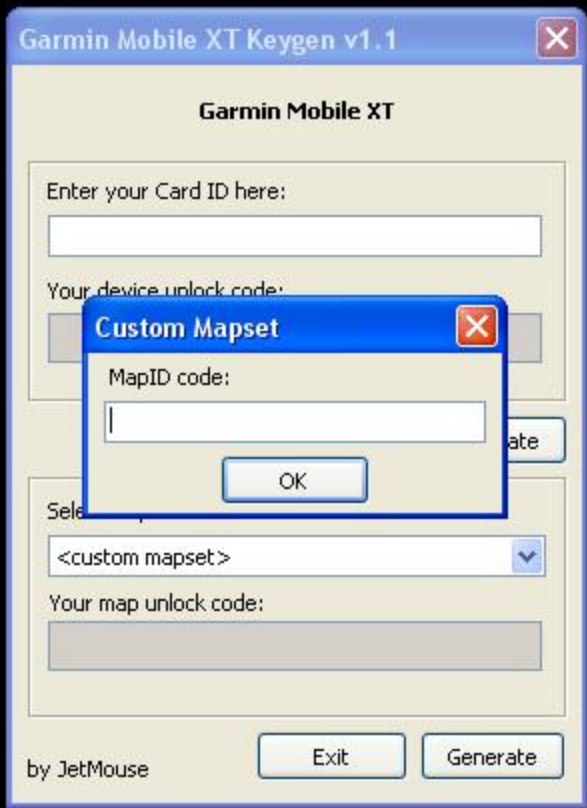 Garmin Mobile XT Keygen v1.1
Garmin Mobile XT
Enter your Card ID here:
Your device unlock code:
Custom Mapset
MapID code:
OK
<custom mapset>
Your map unlock code:
by JetMouse
Exit
Generate